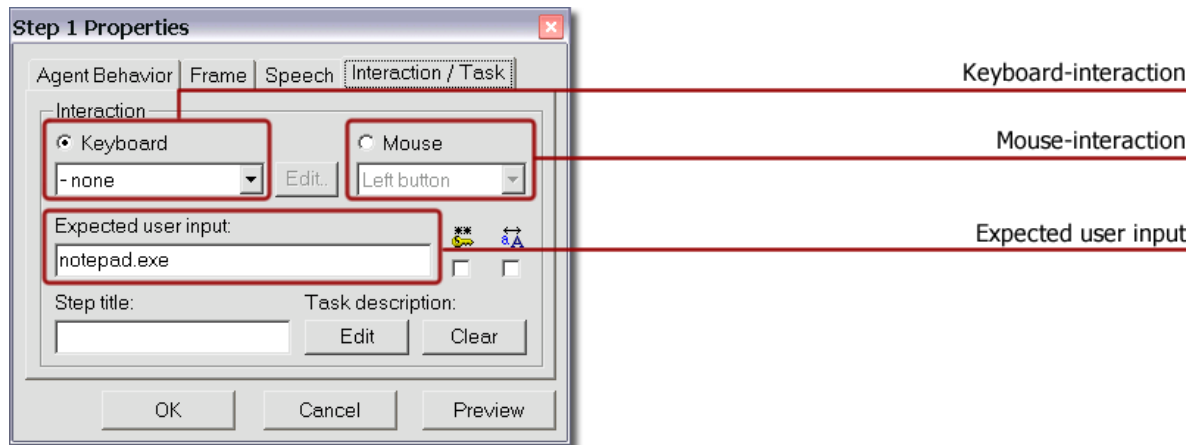 Step 1 Properties
Agent Behavior Frame Speech Interaction / Task
Keyboard-interaction
Interaction
Keyboard Mouse
Mouse-interaction
- none Edit.. Left button
Expected user input:
Expected user input
notepad.exe
Step title: Task description:
Edit Clear
OK Cancel Preview